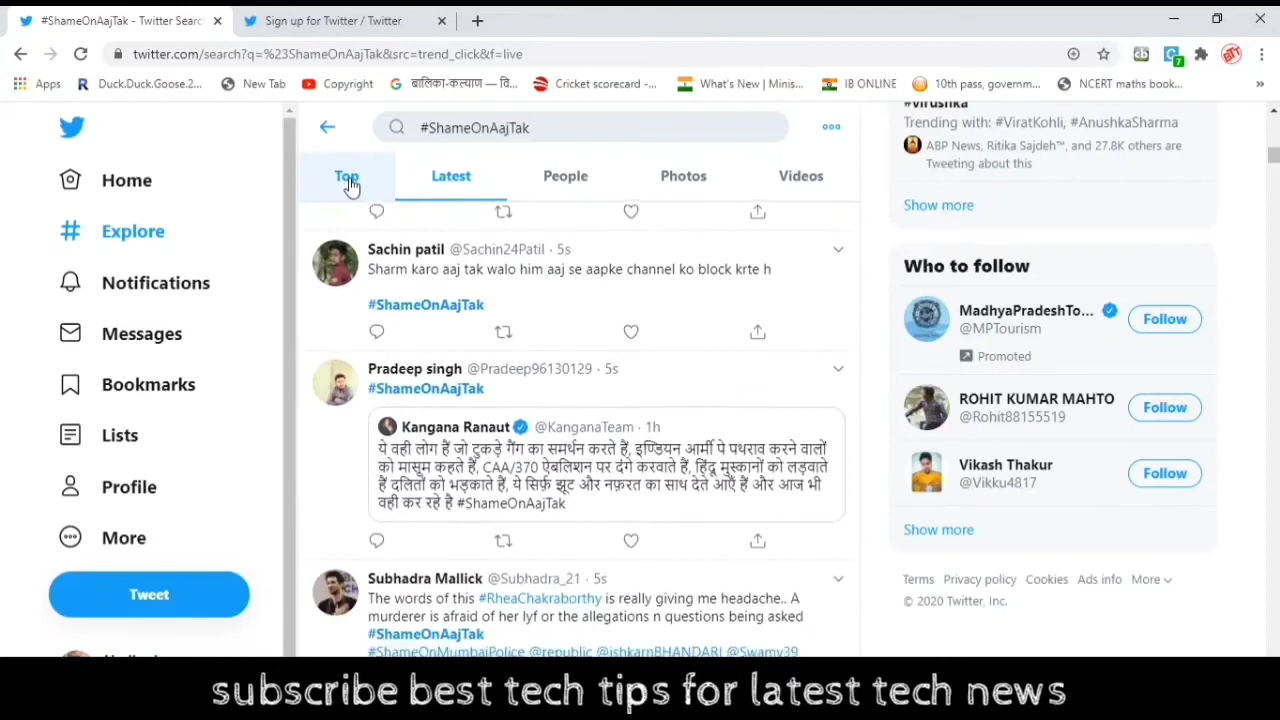 #ShameOnAajTak - Twitter Searc
Sign up for Twitter / Twitter
twitter.com/search?q=%23ShameOnAajTak&src=trend_click&f=live
Apps
Duck.Duck.Goose.2...
New Tab
Copyright
बालिका-कल्याण — वि...
Cricket scorecard -...
What's New | Minis...
IB ONLINE
10th pass, governm...
NCERT maths book...
»
Home
Explore
Notifications
Messages
Bookmarks
Lists
Profile
More
Tweet
#ShameOnAajTak
Top
Latest
People
Photos
Videos
Sachin patil @Sachin24Patil · 5s
Sharm karo aaj tak walo him aaj se aapke channel ko block krte h
#ShameOnAajTak
Pradeep singh @Pradeep96130129 · 5s
#ShameOnAajTak
Kangana Ranaut @KanganaTeam · 1h
ये वही लोग हैं जो टुकड़े गैंग का समर्थन करते हैं, इण्डियन आर्मी पे पथराव करने वालों
को मासूम कहते हैं, CAA/370 ऐबलिशन पर दंगे करवाते हैं, हिंदू मुस्कानों को लड़वाते
हैं दलितों को भड़काते हैं, ये सिर्फ़ झूट और नफ़रत का साथ देते आएँ हैं और आज भी
वही कर रहे है #ShameOnAajTak
Subhadra Mallick @Subhadra_21 · 5s
The words of this #RheaChakraborthy is really giving me headache.. A
murderer is afraid of her lyf or the allegations n questions being asked
#ShameOnAajTak
#ShameOnMumbaiPolice @republic @ishkarnBHANDARI @Swamy39
#Virushka
Trending with: #ViratKohli, #AnushkaSharma
ABP News, Ritika Sajdeh™, and 27.8K others are
Tweeting about this
Show more
Who to follow
MadhyaPradeshTo...
@MPTourism
Promoted
Follow
ROHIT KUMAR MAHTO
@Rohit88155519
Follow
Vikash Thakur
@Vikku4817
Follow
Show more
Terms Privacy policy Cookies Ads info More
© 2020 Twitter, Inc.
subscribe best tech tips for latest tech news